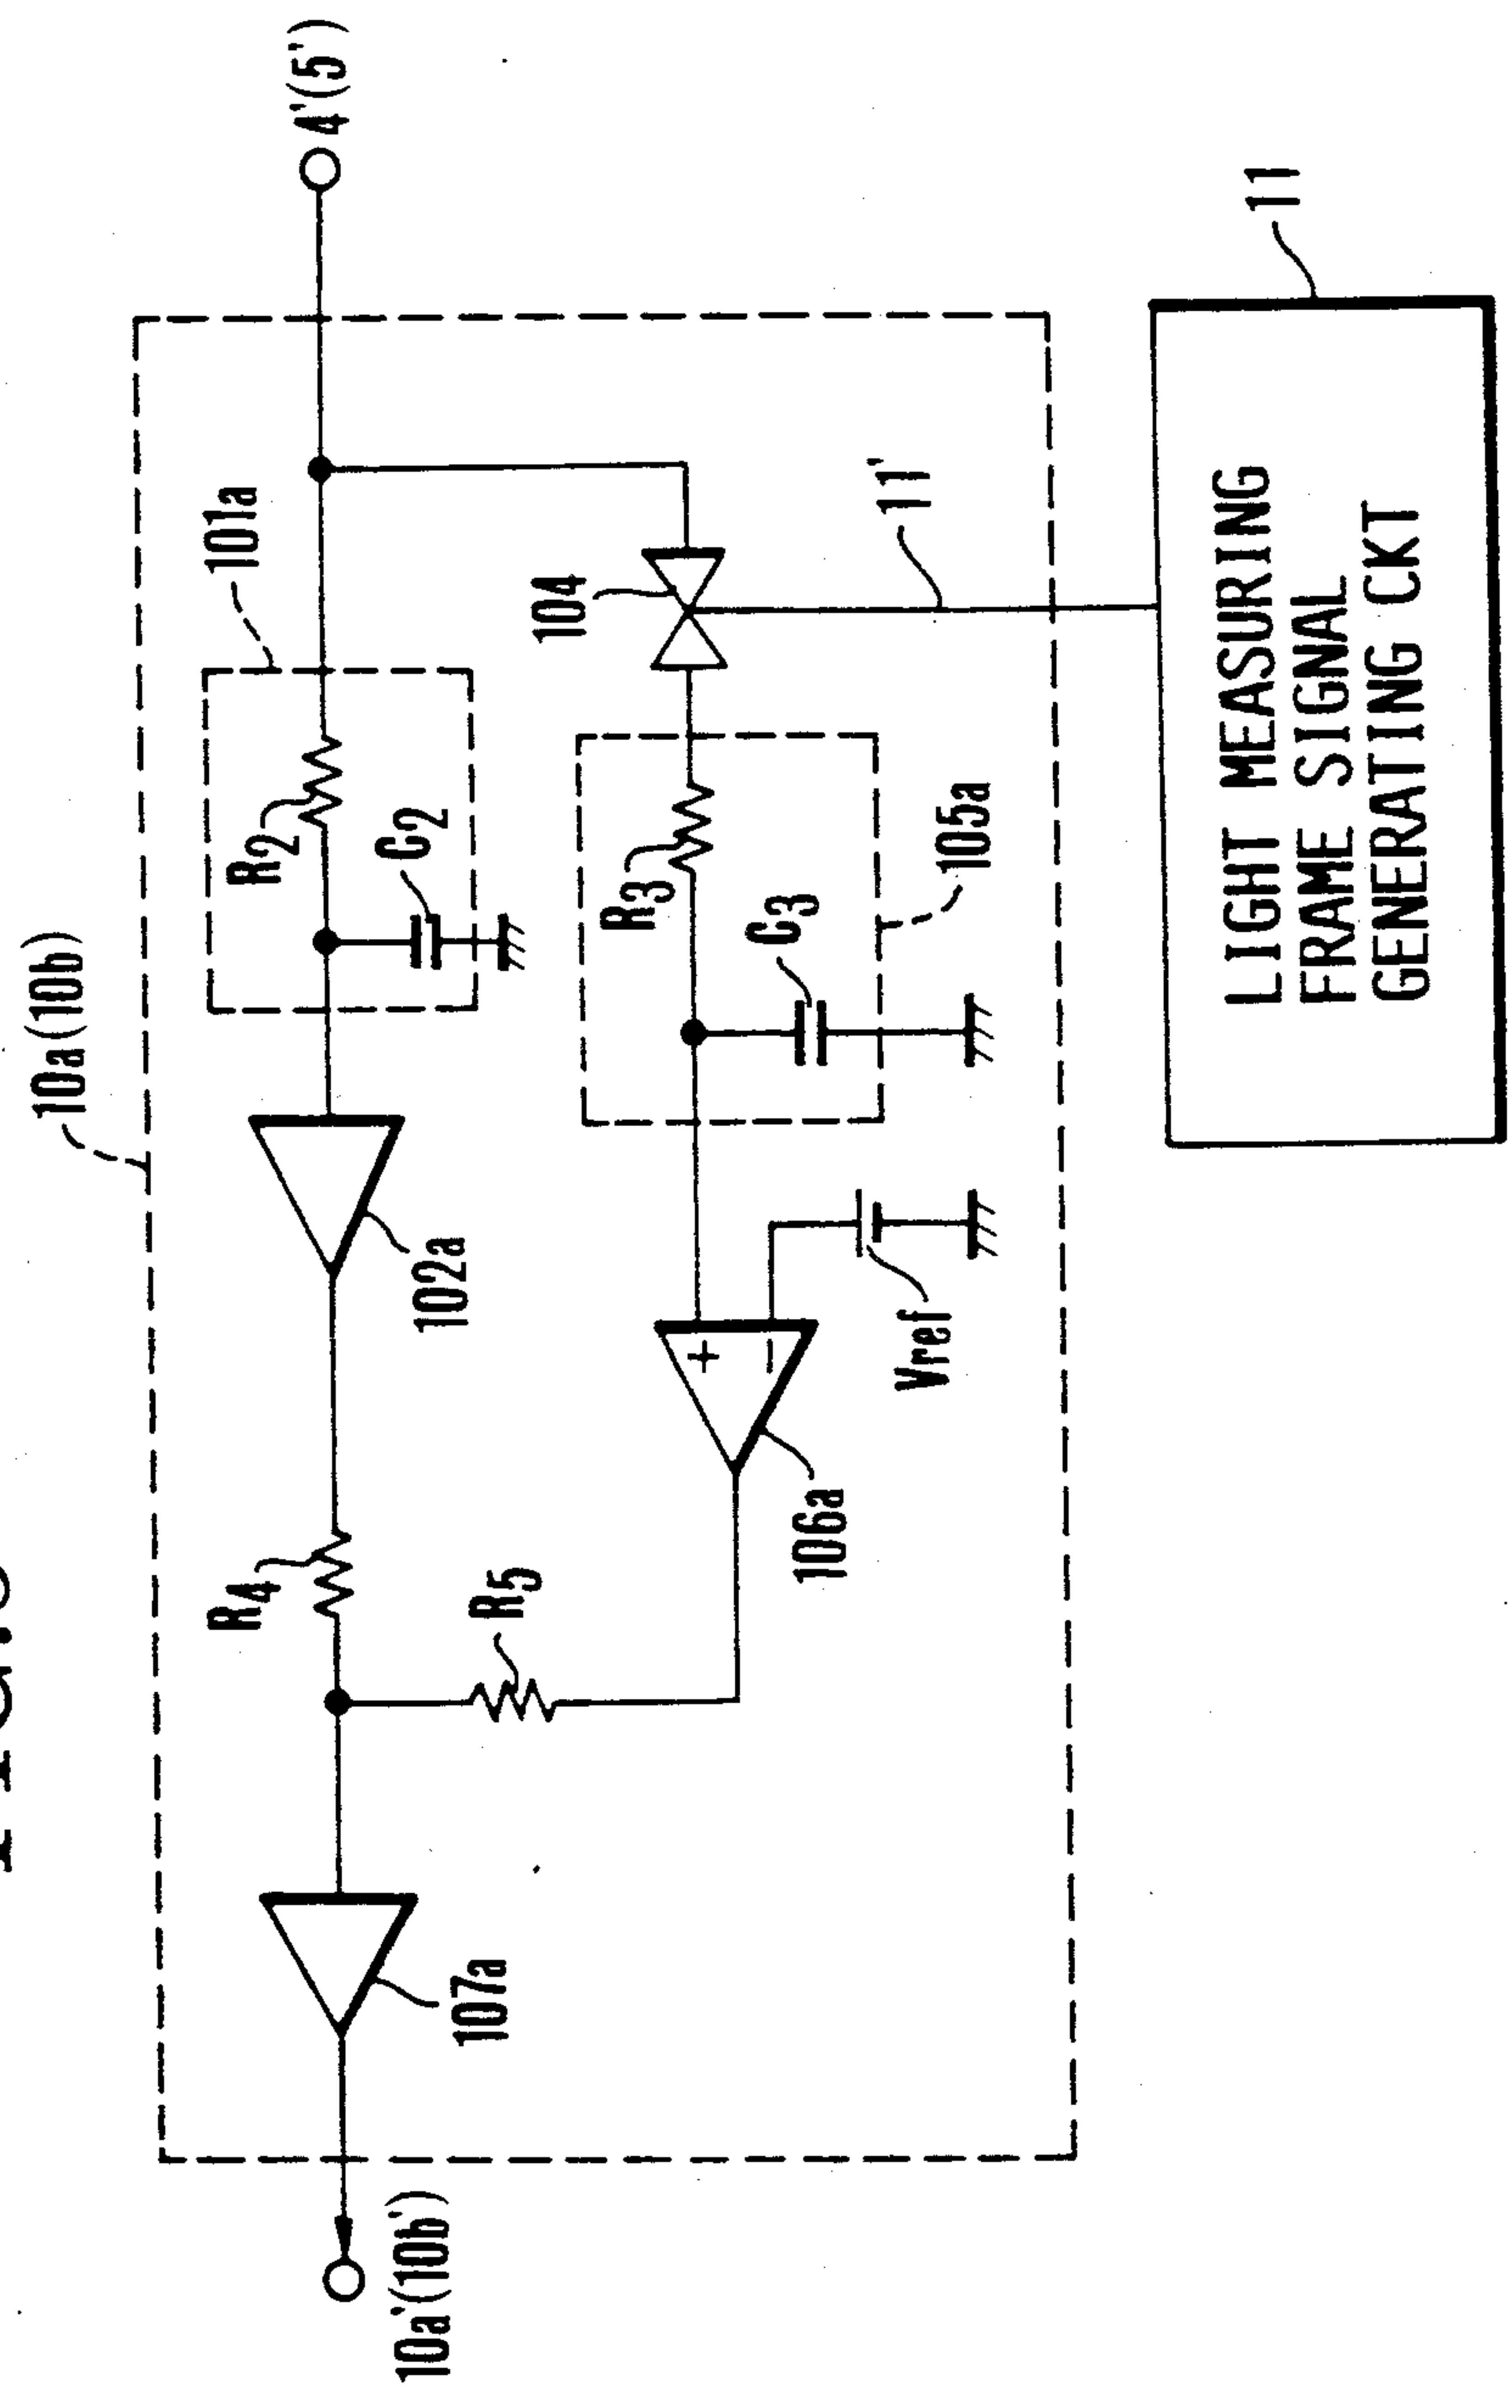 10a(10b)
4'(5')
101a
R2
C2
102a
R4
107a
10a'(10b')
104
R3
C3
105a
11'
R5
+
−
106a
Vref
11
LIGHT MEASURING
FRAME SIGNAL
GENERATING CKT